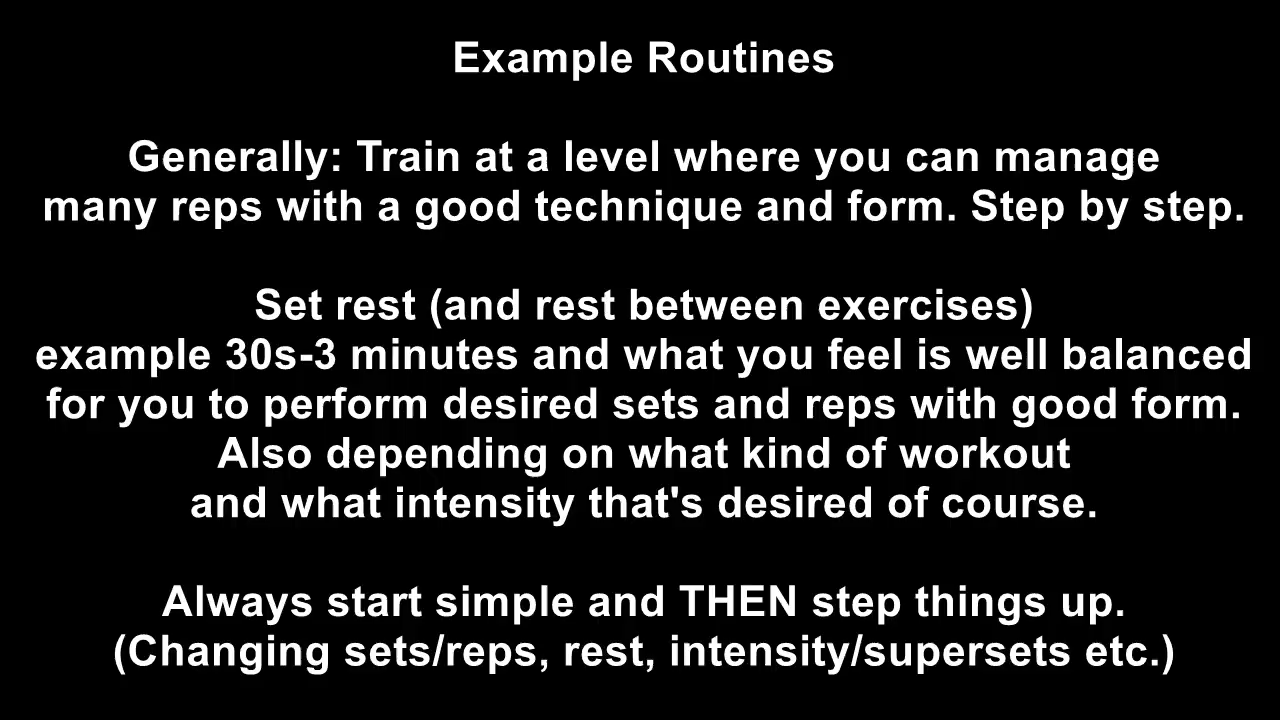 Example Routines
Generally: Train at a level where you can manage
many reps with a good technique and form. Step by step.
Set rest (and rest between exercises)
example 30s-3 minutes and what you feel is well balanced
for you to perform desired sets and reps with good form.
Also depending on what kind of workout
and what intensity that's desired of course.
Always start simple and THEN step things up.
(Changing sets/reps, rest, intensity/supersets etc.)